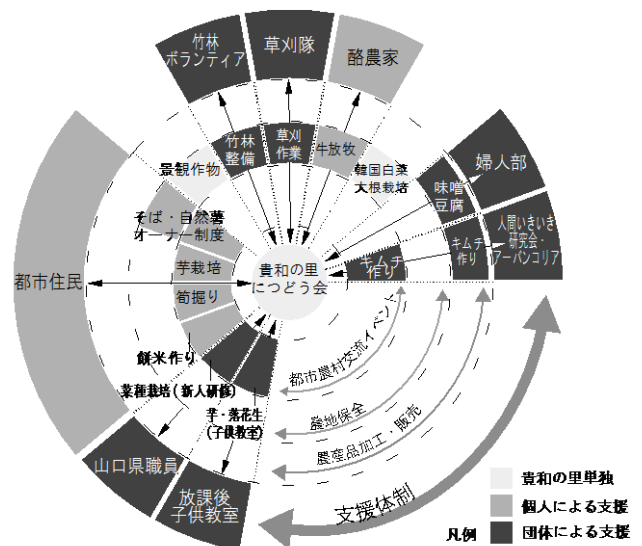 竹林
ボランティア
草刈隊
酪農家
竹林
整備
草刈
作業
牛放牧
景観作物
韓国白菜
大根栽培
婦人部
味噌
豆腐
人間いきいき
研究会・
アーバンコリア
キムチ
作り
キムチ
作り
そば・自然薯
オーナー制度
芋栽培
筍掘り
都市住民
貴和の里
につどう会
餅米作り
菜種栽培(新人研修)
芋・落花生
(子供教室)
山口県職員
放課後
子供教室
都市農村交流イベント
農地保全
農産品加工・販売
支援体制
貴和の里単独
個人による支援
凡例
団体による支援